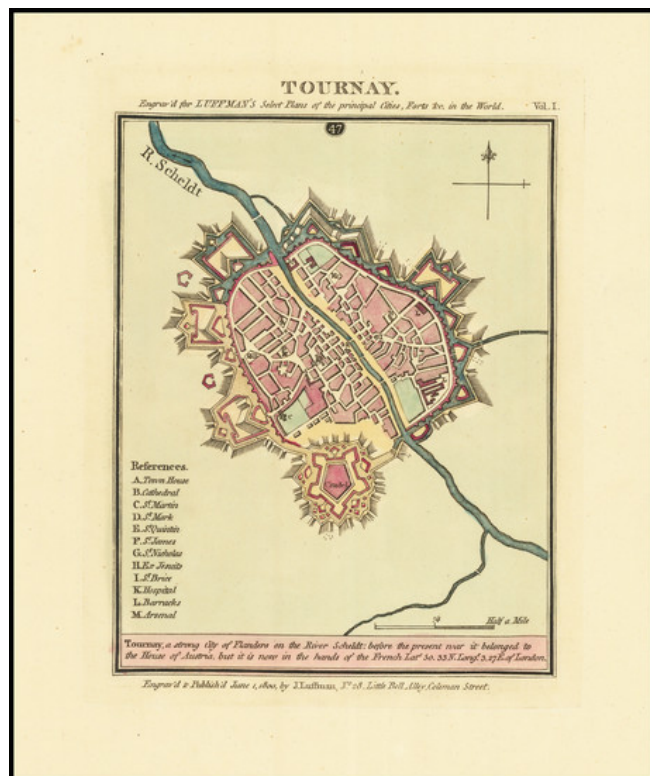 TOURNAY.
Engrav'd for LUFFMAN'S Select Plans of the principal Cities, Forts &c. in the World. Vol. I.
47
R. Scheldt
Citadel
References.
A. Town House
B. Cathedral
C. St. Martin
D. St. Mark
E. St. Quintin
F. St. James
G. St. Nicholas
H. Ex Jesuits
I. St. Brice
K. Hospital
L. Barracks
M. Arsenal
Half a Mile
Tournay, a strong City of Flanders on the River Scheldt: before the present war it belonged to
the House of Austria, but it is now in the hands of the French Lat. 50. 33 N. Long. 3. 27 E. of London.
Engrav'd & Publish'd June 1, 1800, by J. Luffman, No. 28. Little Bell Alley, Coleman Street.